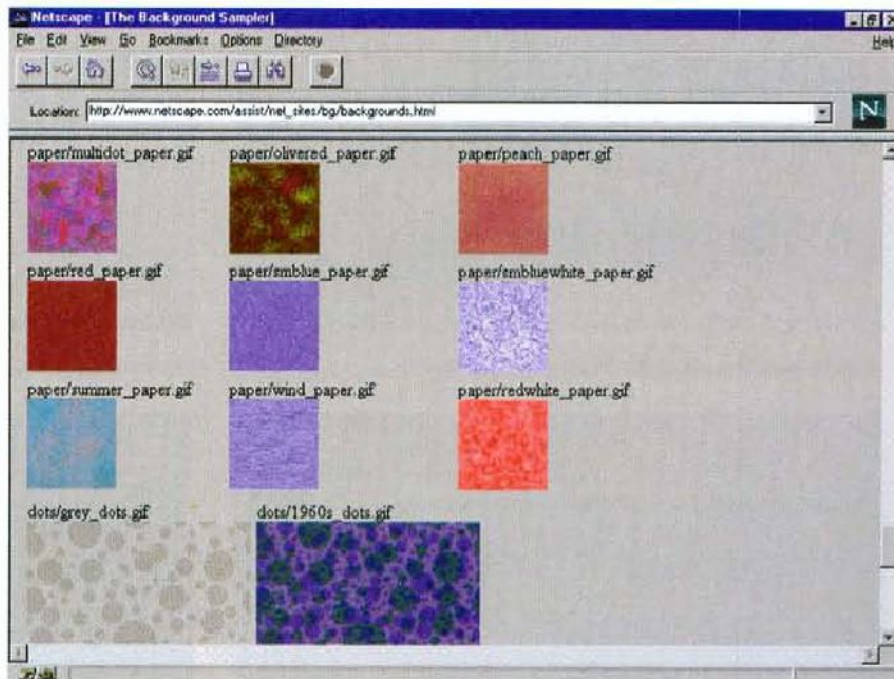 Netscape - [The Background Sampler]
File Edit View Go Bookmarks Options Directory Help
Location: http://www.netscape.com/assist/net_sites/bg/backgrounds.html
N
paper/multidot_paper.gif paper/olivered_paper.gif paper/peach_paper.gif
paper/red_paper.gif paper/smblue_paper.gif paper/smbluewhite_paper.gif
paper/summer_paper.gif paper/wind_paper.gif paper/redwhite_paper.gif
dots/grey_dots.gif dots/1960s_dots.gif